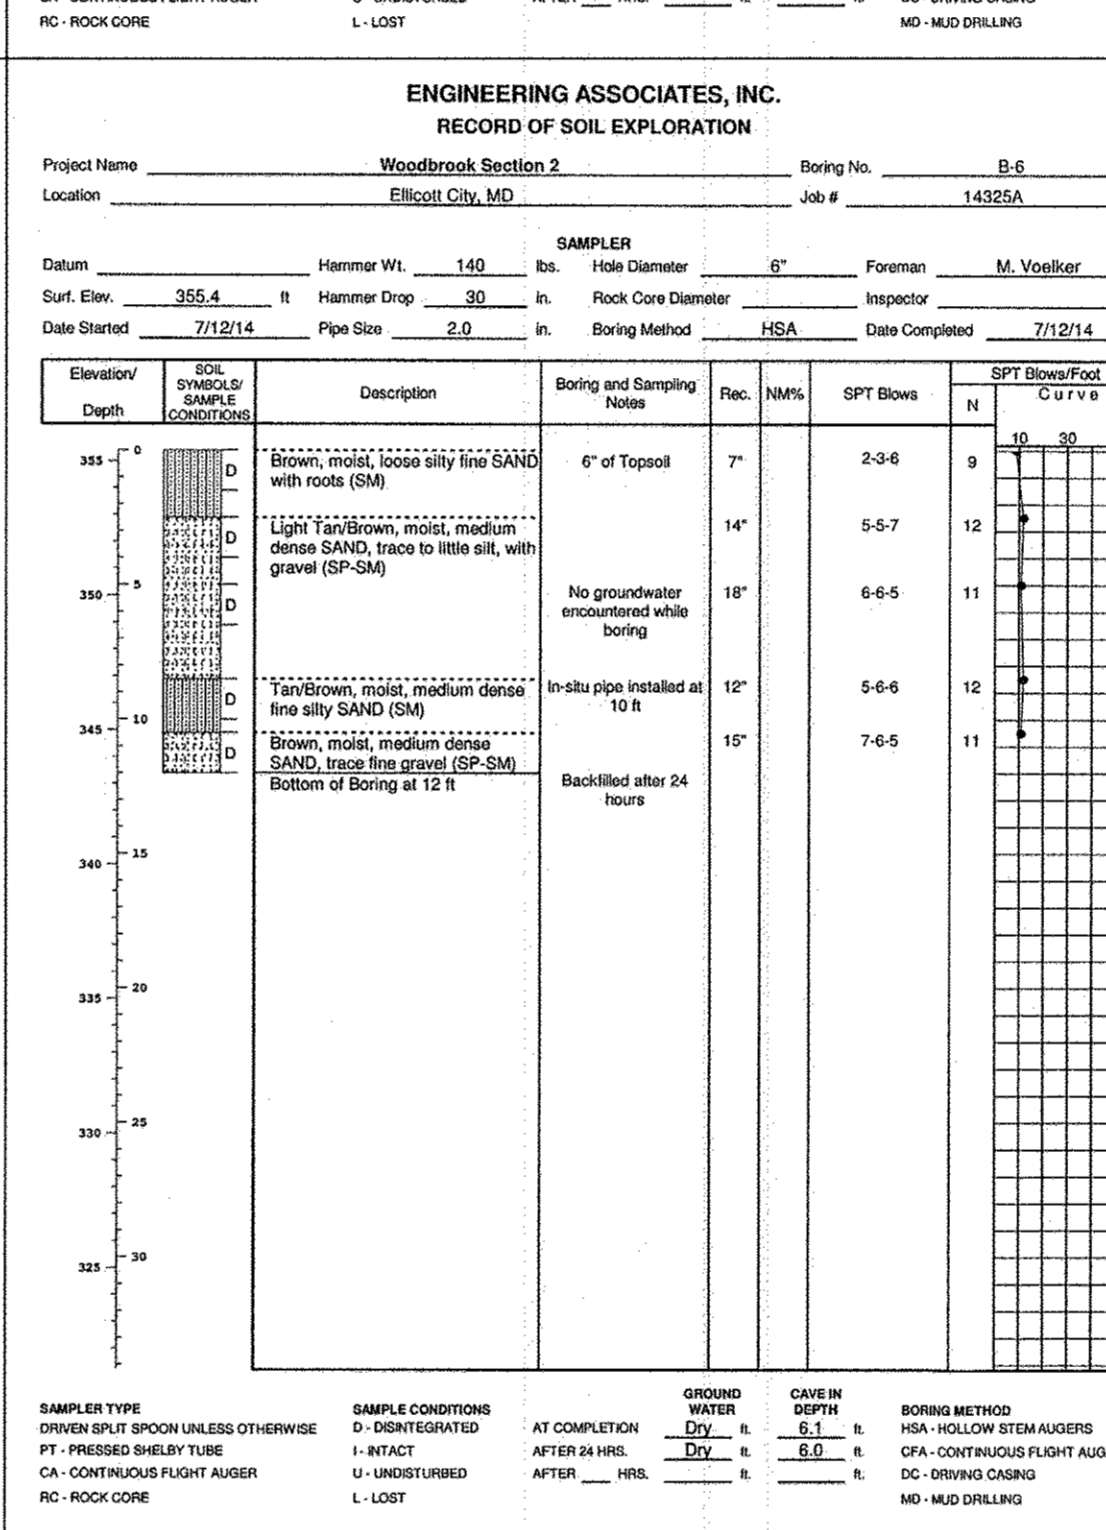 RC - ROCK CORE L - LOST MD - MUD DRILLING
ENGINEERING ASSOCIATES, INC.
RECORD OF SOIL EXPLORATION
Project Name Woodbrook Section 2 Boring No. B-6
Location Ellicott City, MD Job # 14325A
SAMPLER
Datum Hammer Wt. 140 lbs. Hole Diameter 6" Foreman M. Voelker
Surf. Elev. 355.4 ft Hammer Drop 30 in. Rock Core Diameter Inspector
Date Started 7/12/14 Pipe Size 2.0 in. Boring Method HSA Date Completed 7/12/14
Elevation/ Depth
SOIL SYMBOLS/ SAMPLE CONDITIONS
Description
Boring and Sampling Notes
Rec. NM% SPT Blows
SPT Blows/Foot
N Curve
10 30
355 0 D Brown, moist, loose silty fine SAND 6" of Topsoil 7" 2-3-6 9
with roots (SM)
D Light Tan/Brown, moist, medium 14" 5-5-7 12
dense SAND, trace to little silt, with
gravel (SP-SM)
350 5 D No groundwater 18" 6-6-5 11
encountered while
boring
D Tan/Brown, moist, medium dense In-situ pipe installed at 12" 5-6-6 12
fine silty SAND (SM) 10 ft
345 10
D Brown, moist, medium dense 15" 7-6-5 11
SAND, trace fine gravel (SP-SM)
Bottom of Boring at 12 ft Backfilled after 24
hours
340 15
335 20
330 25
325 30
GROUND CAVE IN
SAMPLER TYPE SAMPLE CONDITIONS WATER DEPTH BORING METHOD
DRIVEN SPLIT SPOON UNLESS OTHERWISE D - DISINTEGRATED AT COMPLETION Dry ft. 6.1 ft. HSA - HOLLOW STEM AUGERS
PT - PRESSED SHELBY TUBE I - INTACT AFTER 24 HRS. Dry ft. 6.0 ft. CFA - CONTINUOUS FLIGHT AUG
CA - CONTINUOUS FLIGHT AUGER U - UNDISTURBED AFTER HRS. ft. ft. DC - DRIVING CASING
RC - ROCK CORE L - LOST MD - MUD DRILLING